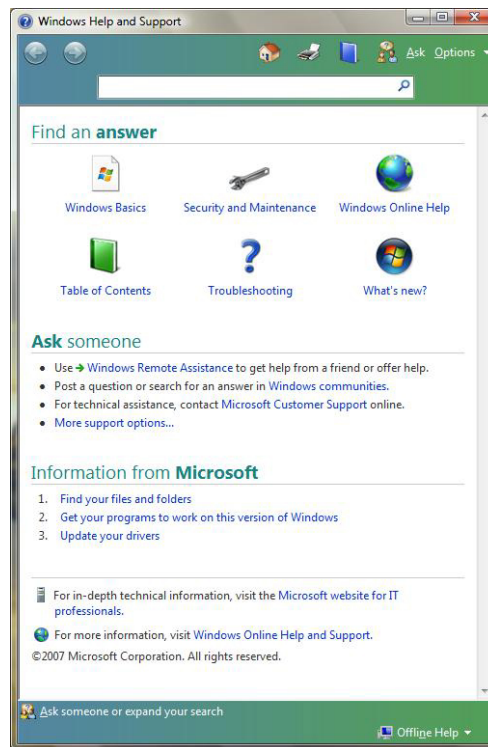 Windows Help and Support
Ask Options
Find an answer
Windows Basics
Security and Maintenance
Windows Online Help
Table of Contents
Troubleshooting
What's new?
Ask someone
Use Windows Remote Assistance to get help from a friend or offer help.
Post a question or search for an answer in Windows communities.
For technical assistance, contact Microsoft Customer Support online.
More support options...
Information from Microsoft
1. Find your files and folders
2. Get your programs to work on this version of Windows
3. Update your drivers
For in-depth technical information, visit the Microsoft website for IT
professionals.
For more information, visit Windows Online Help and Support.
©2007 Microsoft Corporation. All rights reserved.
Ask someone or expand your search
Offline Help